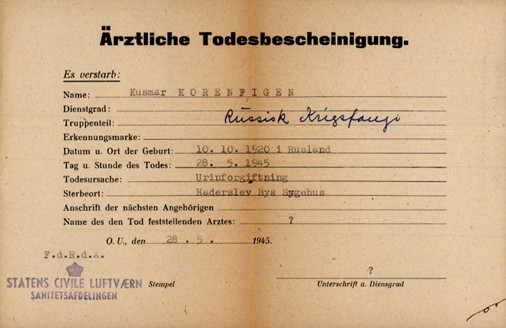 Ärztliche Todesbescheinigung.
Es verstarb:
Name: Kusmar KORENFIGEN
Dienstgrad:
Truppenteil: Russisk Krigsfange
Erkennungsmarke:
Datum u. Ort der Geburt: 10.10.1920 i Rusland
Tag u. Stunde des Todes: 28.5.1945
Todesursache: Urinforgiftning
Sterbeort: Haderslev Bys Sygehus
Anschrift der nächsten Angehörigen
Name des den Tod feststellenden Arztes: ?
O. U., den 28 . 5 . 1945.
F.d.R.d.A.
?
STATENS CIVILE LUFTVÆRN
SANITETSAFDELINGEN
Stempel
Unterschrift u. Dienstgrad